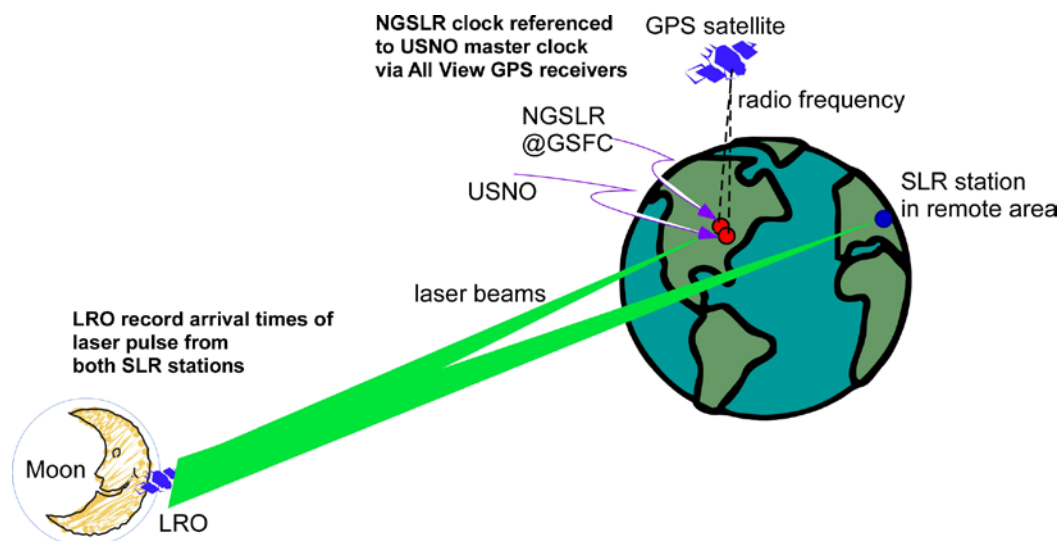 NGSLR clock referenced
to USNO master clock
via All View GPS receivers
GPS satellite
radio frequency
NGSLR
@GSFC
USNO
SLR station
in remote area
laser beams
LRO record arrival times of
laser pulse from
both SLR stations
Moon
LRO